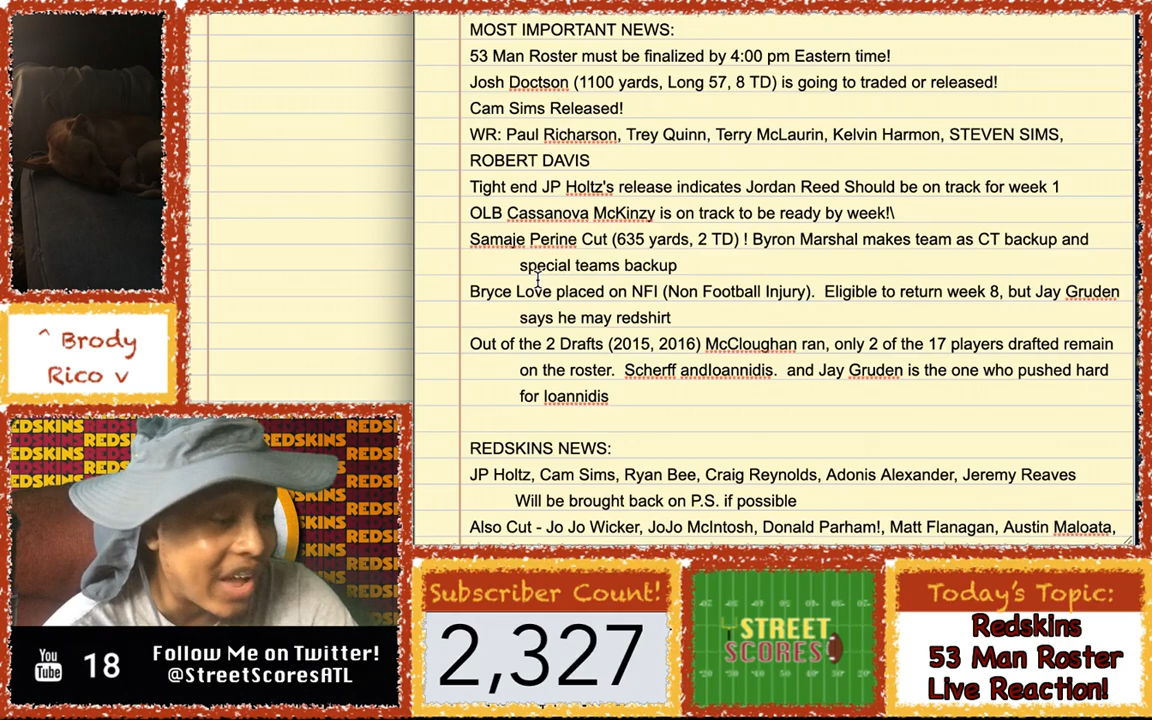 MOST IMPORTANT NEWS:
53 Man Roster must be finalized by 4:00 pm Eastern time!
Josh Doctson (1100 yards, Long 57, 8 TD) is going to traded or released!
Cam Sims Released!
WR: Paul Richarson, Trey Quinn, Terry McLaurin, Kelvin Harmon, STEVEN SIMS,
ROBERT DAVIS
Tight end JP Holtz's release indicates Jordan Reed Should be on track for week 1
OLB Cassanova McKinzy is on track to be ready by week!\
Samaje Perine Cut (635 yards, 2 TD) ! Byron Marshal makes team as CT backup and
special teams backup
Bryce Love placed on NFI (Non Football Injury). Eligible to return week 8, but Jay Gruden
says he may redshirt
Out of the 2 Drafts (2015, 2016) McCloughan ran, only 2 of the 17 players drafted remain
on the roster. Scherff andIoannidis. and Jay Gruden is the one who pushed hard
for Ioannidis
REDSKINS NEWS:
JP Holtz, Cam Sims, Ryan Bee, Craig Reynolds, Adonis Alexander, Jeremy Reaves
Will be brought back on P.S. if possible
Also Cut - Jo Jo Wicker, JoJo McIntosh, Donald Parham!, Matt Flanagan, Austin Maloata,
^ Brody
Rico v
EDSKINS REDSKINS REDS
REDS
You
Tube
18
Follow Me on Twitter!
@StreetScoresATL
Subscriber Count!
2,327
STREET
SCORES
Today's Topic:
Redskins
53 Man Roster
Live Reaction!